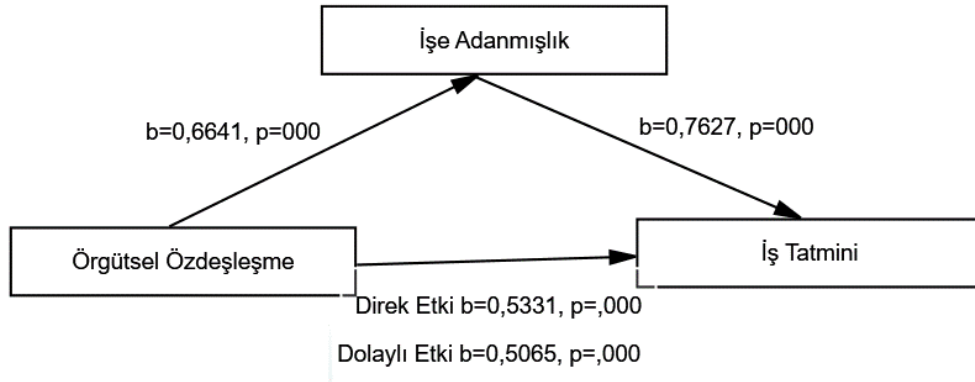 İşe Adanmışlık
b=0,6641, p=000
b=0,7627, p=000
Örgütsel Özdeşleşme
İş Tatmini
Direk Etki b=0,5331, p=,000
Dolaylı Etki b=0,5065, p=,000